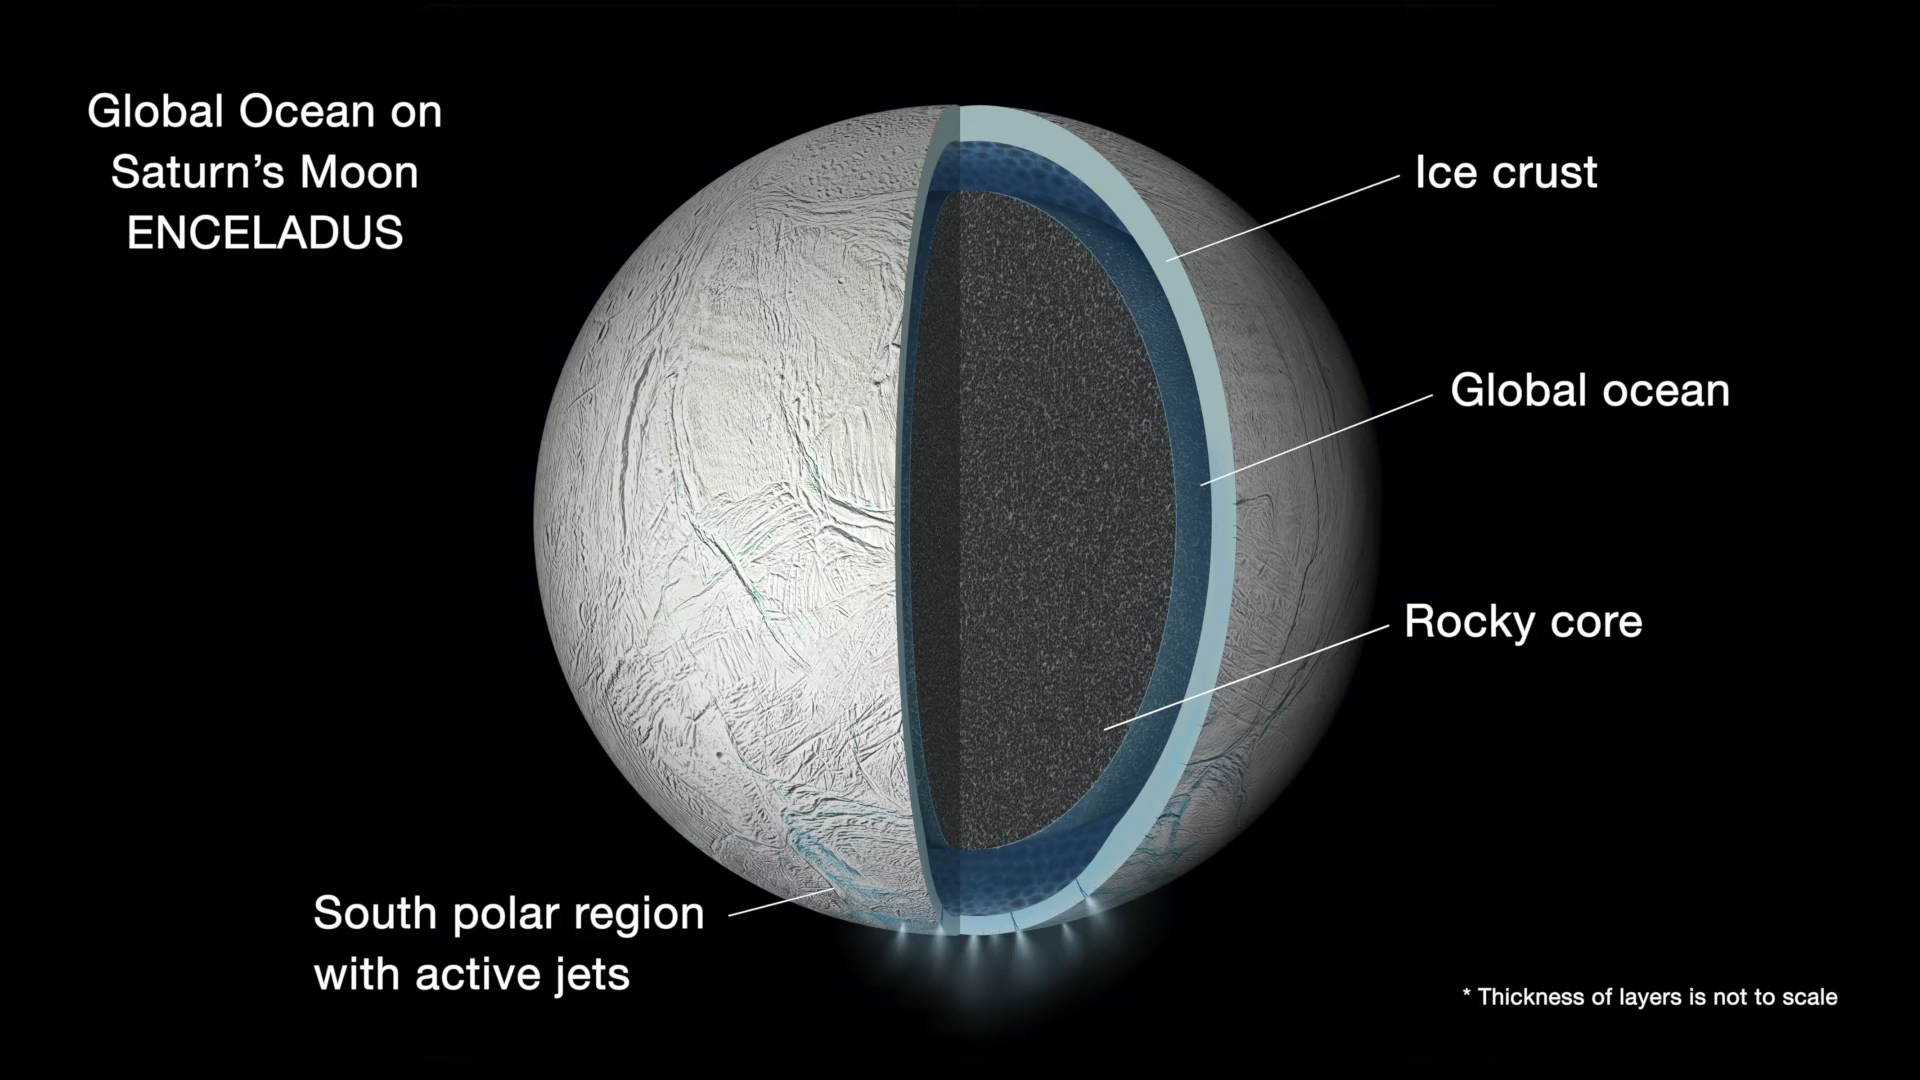 Global Ocean on
Saturn’s Moon
ENCELADUS
Ice crust
Global ocean
Rocky core
South polar region
with active jets
* Thickness of layers is not to scale